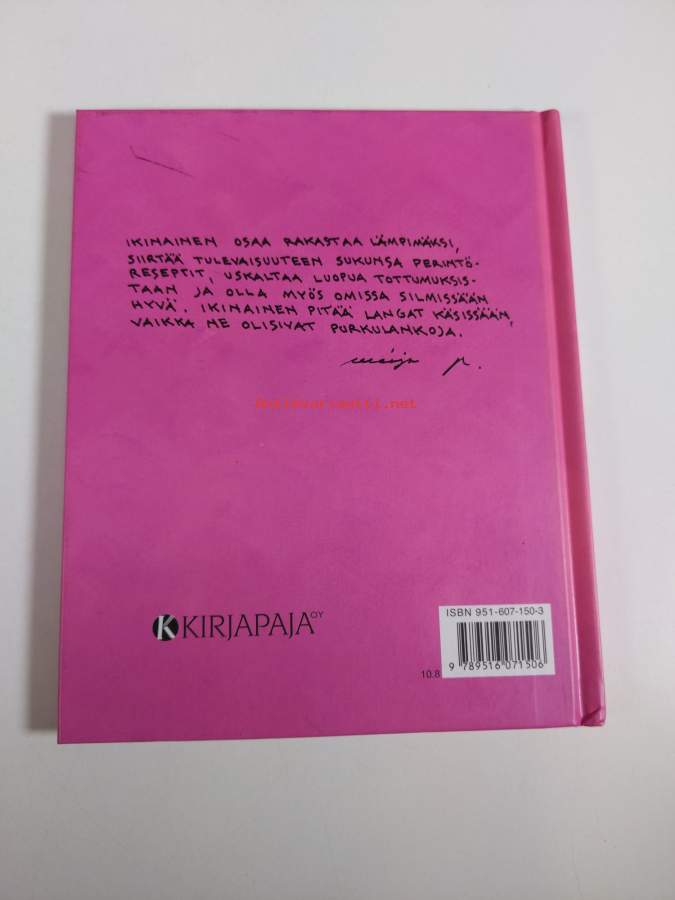 IKINAINEN OSAA RAKASTAA LÄMPIMÄKSI,
SIIRTÄÄ TULEVAISUUTEEN SUKUNSA PERINTÖ-
RESEPTIT, USKALTAA LUOPUA TOTTUMUKSIS-
TAAN JA OLLA MYÖS OMISSA SILMISSÄÄN
HYVÄ. IKINAINEN PITÄÄ LANGAT KÄSISSÄÄN,
VAIKKA NE OLISIVAT PURKULANKOJA.
Antikvariaatti.net
K KIRJAPAJA OY
ISBN 951-607-150-3
10.8
9 789516 071506